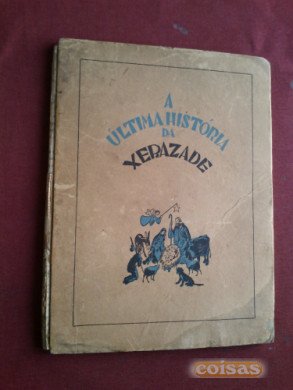 A
ÚLTIMA HISTÓRIA
DA
XERAZADE
coisas